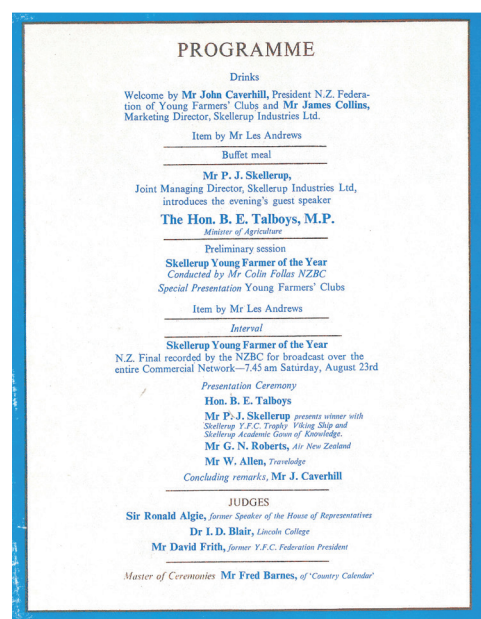 PROGRAMME
Drinks
Welcome by Mr John Caverhill, President N.Z. Federa-
tion of Young Farmers' Clubs and Mr James Collins,
Marketing Director, Skellerup Industries Ltd.
Item by Mr Les Andrews
Buffet meal
Mr P. J. Skellerup,
Joint Managing Director, Skellerup Industries Ltd,
introduces the evening's guest speaker
The Hon. B. E. Talboys, M.P.
Minister of Agriculture
Preliminary session
Skellerup Young Farmer of the Year
Conducted by Mr Colin Follas NZBC
Special Presentation Young Farmers' Clubs
Item by Mr Les Andrews
Interval
Skellerup Young Farmer of the Year
N.Z. Final recorded by the NZBC for broadcast over the
entire Commercial Network—7.45 am Saturday, August 23rd
Presentation Ceremony
Hon. B. E. Talboys
Mr P. J. Skellerup presents winner with
Skellerup Y.F.C. Trophy Viking Ship and
Skellerup Academic Gown of Knowledge.
Mr G. N. Roberts, Air New Zealand
Mr W. Allen, Travelodge
Concluding remarks, Mr J. Caverhill
JUDGES
Sir Ronald Algie, former Speaker of the House of Representatives
Dr I. D. Blair, Lincoln College
Mr David Frith, former Y.F.C. Federation President
Master of Ceremonies Mr Fred Barnes, of 'Country Calendar'